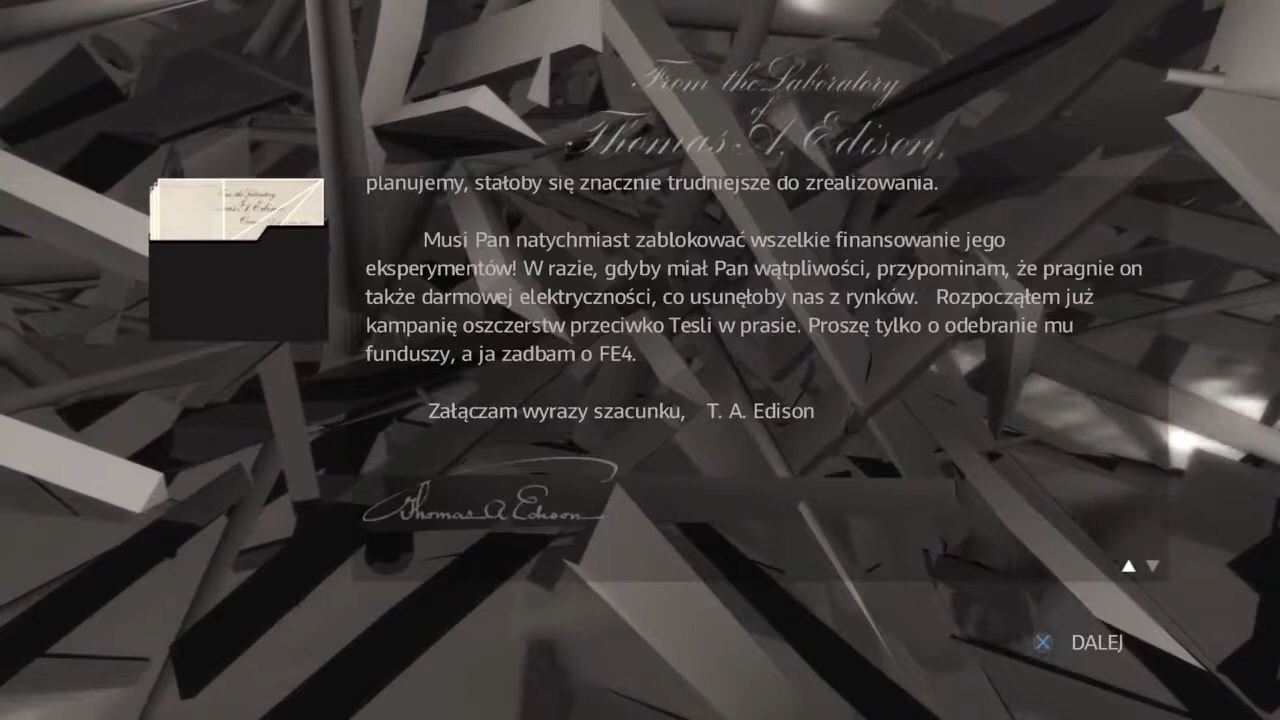 From the Laboratory
of
Thomas A. Edison,
planujemy, stałoby się znacznie trudniejsze do zrealizowania.
Musi Pan natychmiast zablokować wszelkie finansowanie jego
eksperymentów! W razie, gdyby miał Pan wątpliwości, przypominam, że pragnie on
także darmowej elektryczności, co usunęłoby nas z rynków. Rozpocząłem już
kampanię oszczerstw przeciwko Tesli w prasie. Proszę tylko o odebranie mu
funduszy, a ja zadbam o FE4.
Załączam wyrazy szacunku, T. A. Edison
Thomas A Edison
DALEJ